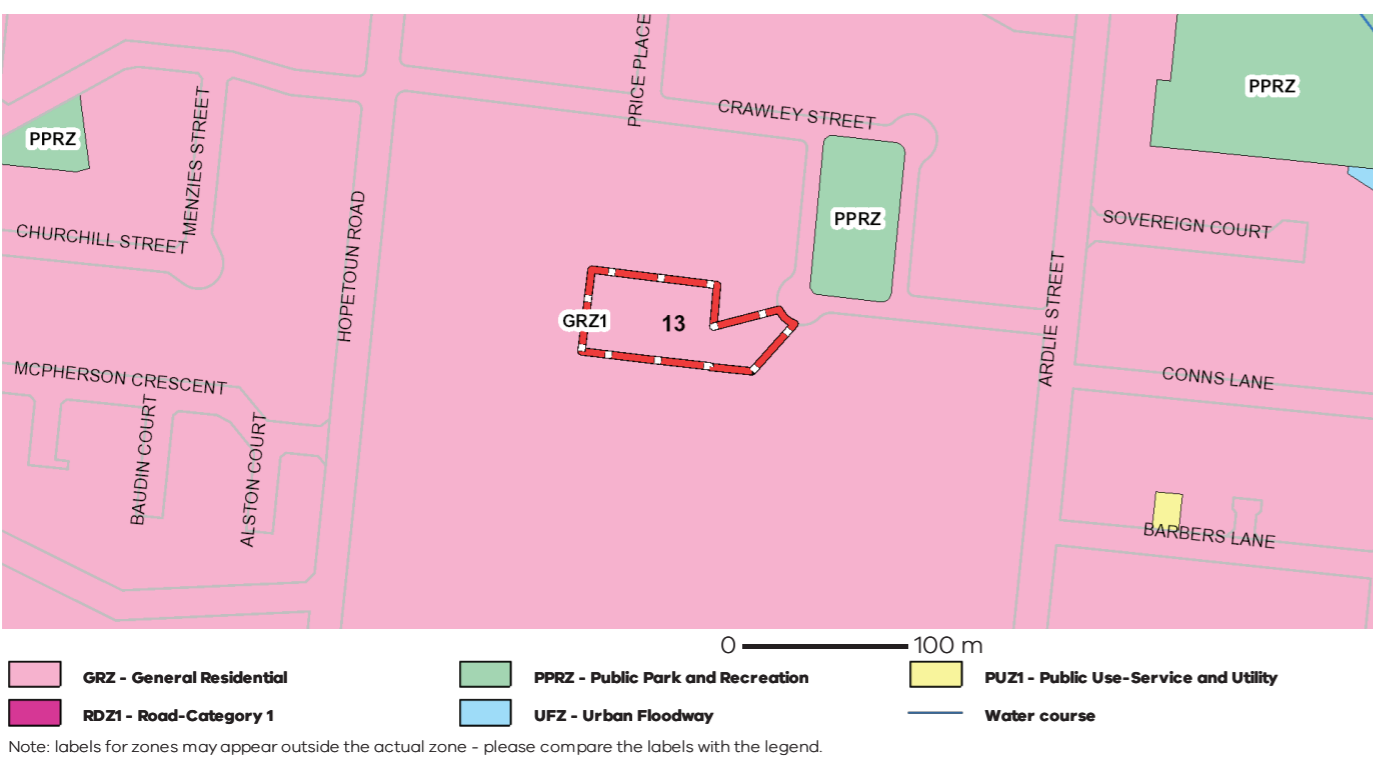 PRICE PLACE
PPRZ
CRAWLEY STREET
PPRZ
MENZIES STREET
HOPETOUN ROAD
PPRZ
SOVEREIGN COURT
CHURCHILL STREET
ARDLIE STREET
GRZ1
13
MCPHERSON CRESCENT
CONNS LANE
BAUDIN COURT
ALSTON COURT
BARBERS LANE
0 100 m
GRZ - General Residential
PPRZ - Public Park and Recreation
PUZ1 - Public Use-Service and Utility
RDZ1 - Road-Category 1
UFZ - Urban Floodway
Water course
Note: labels for zones may appear outside the actual zone - please compare the labels with the legend.